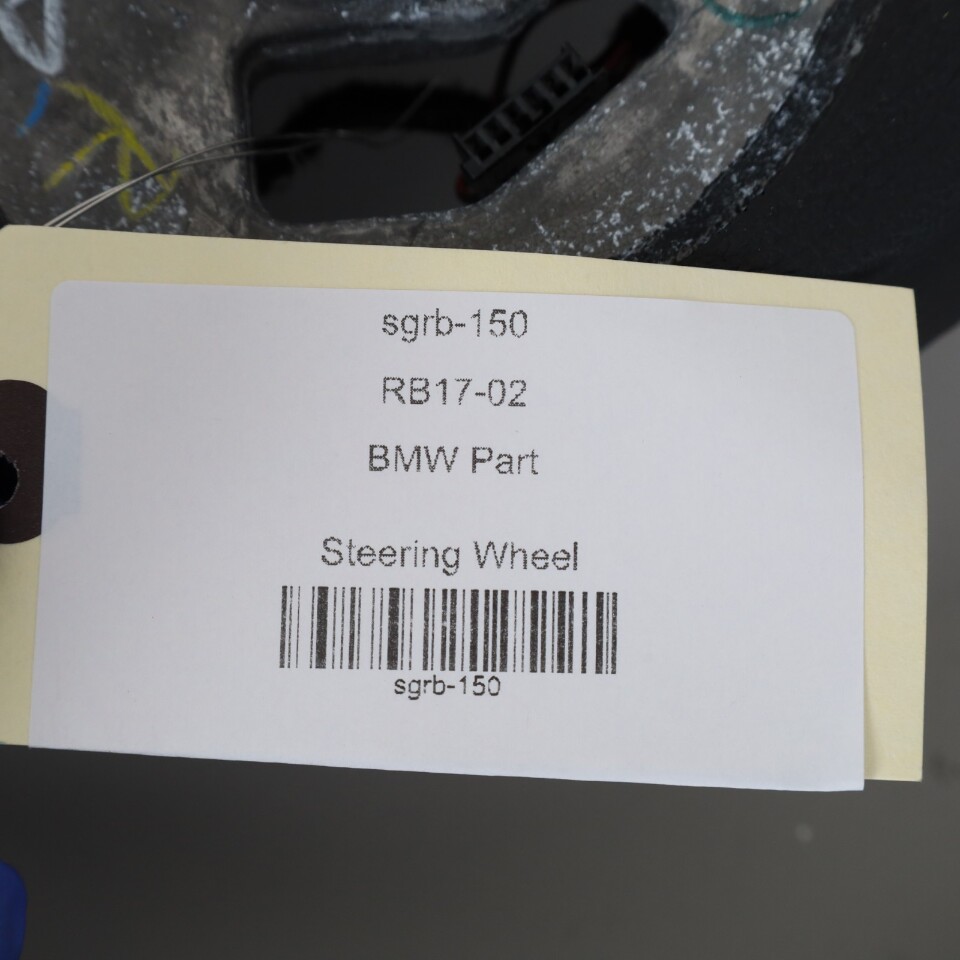 sgrb-150
RB17-02
BMW Part
Steering Wheel
sgrb-150